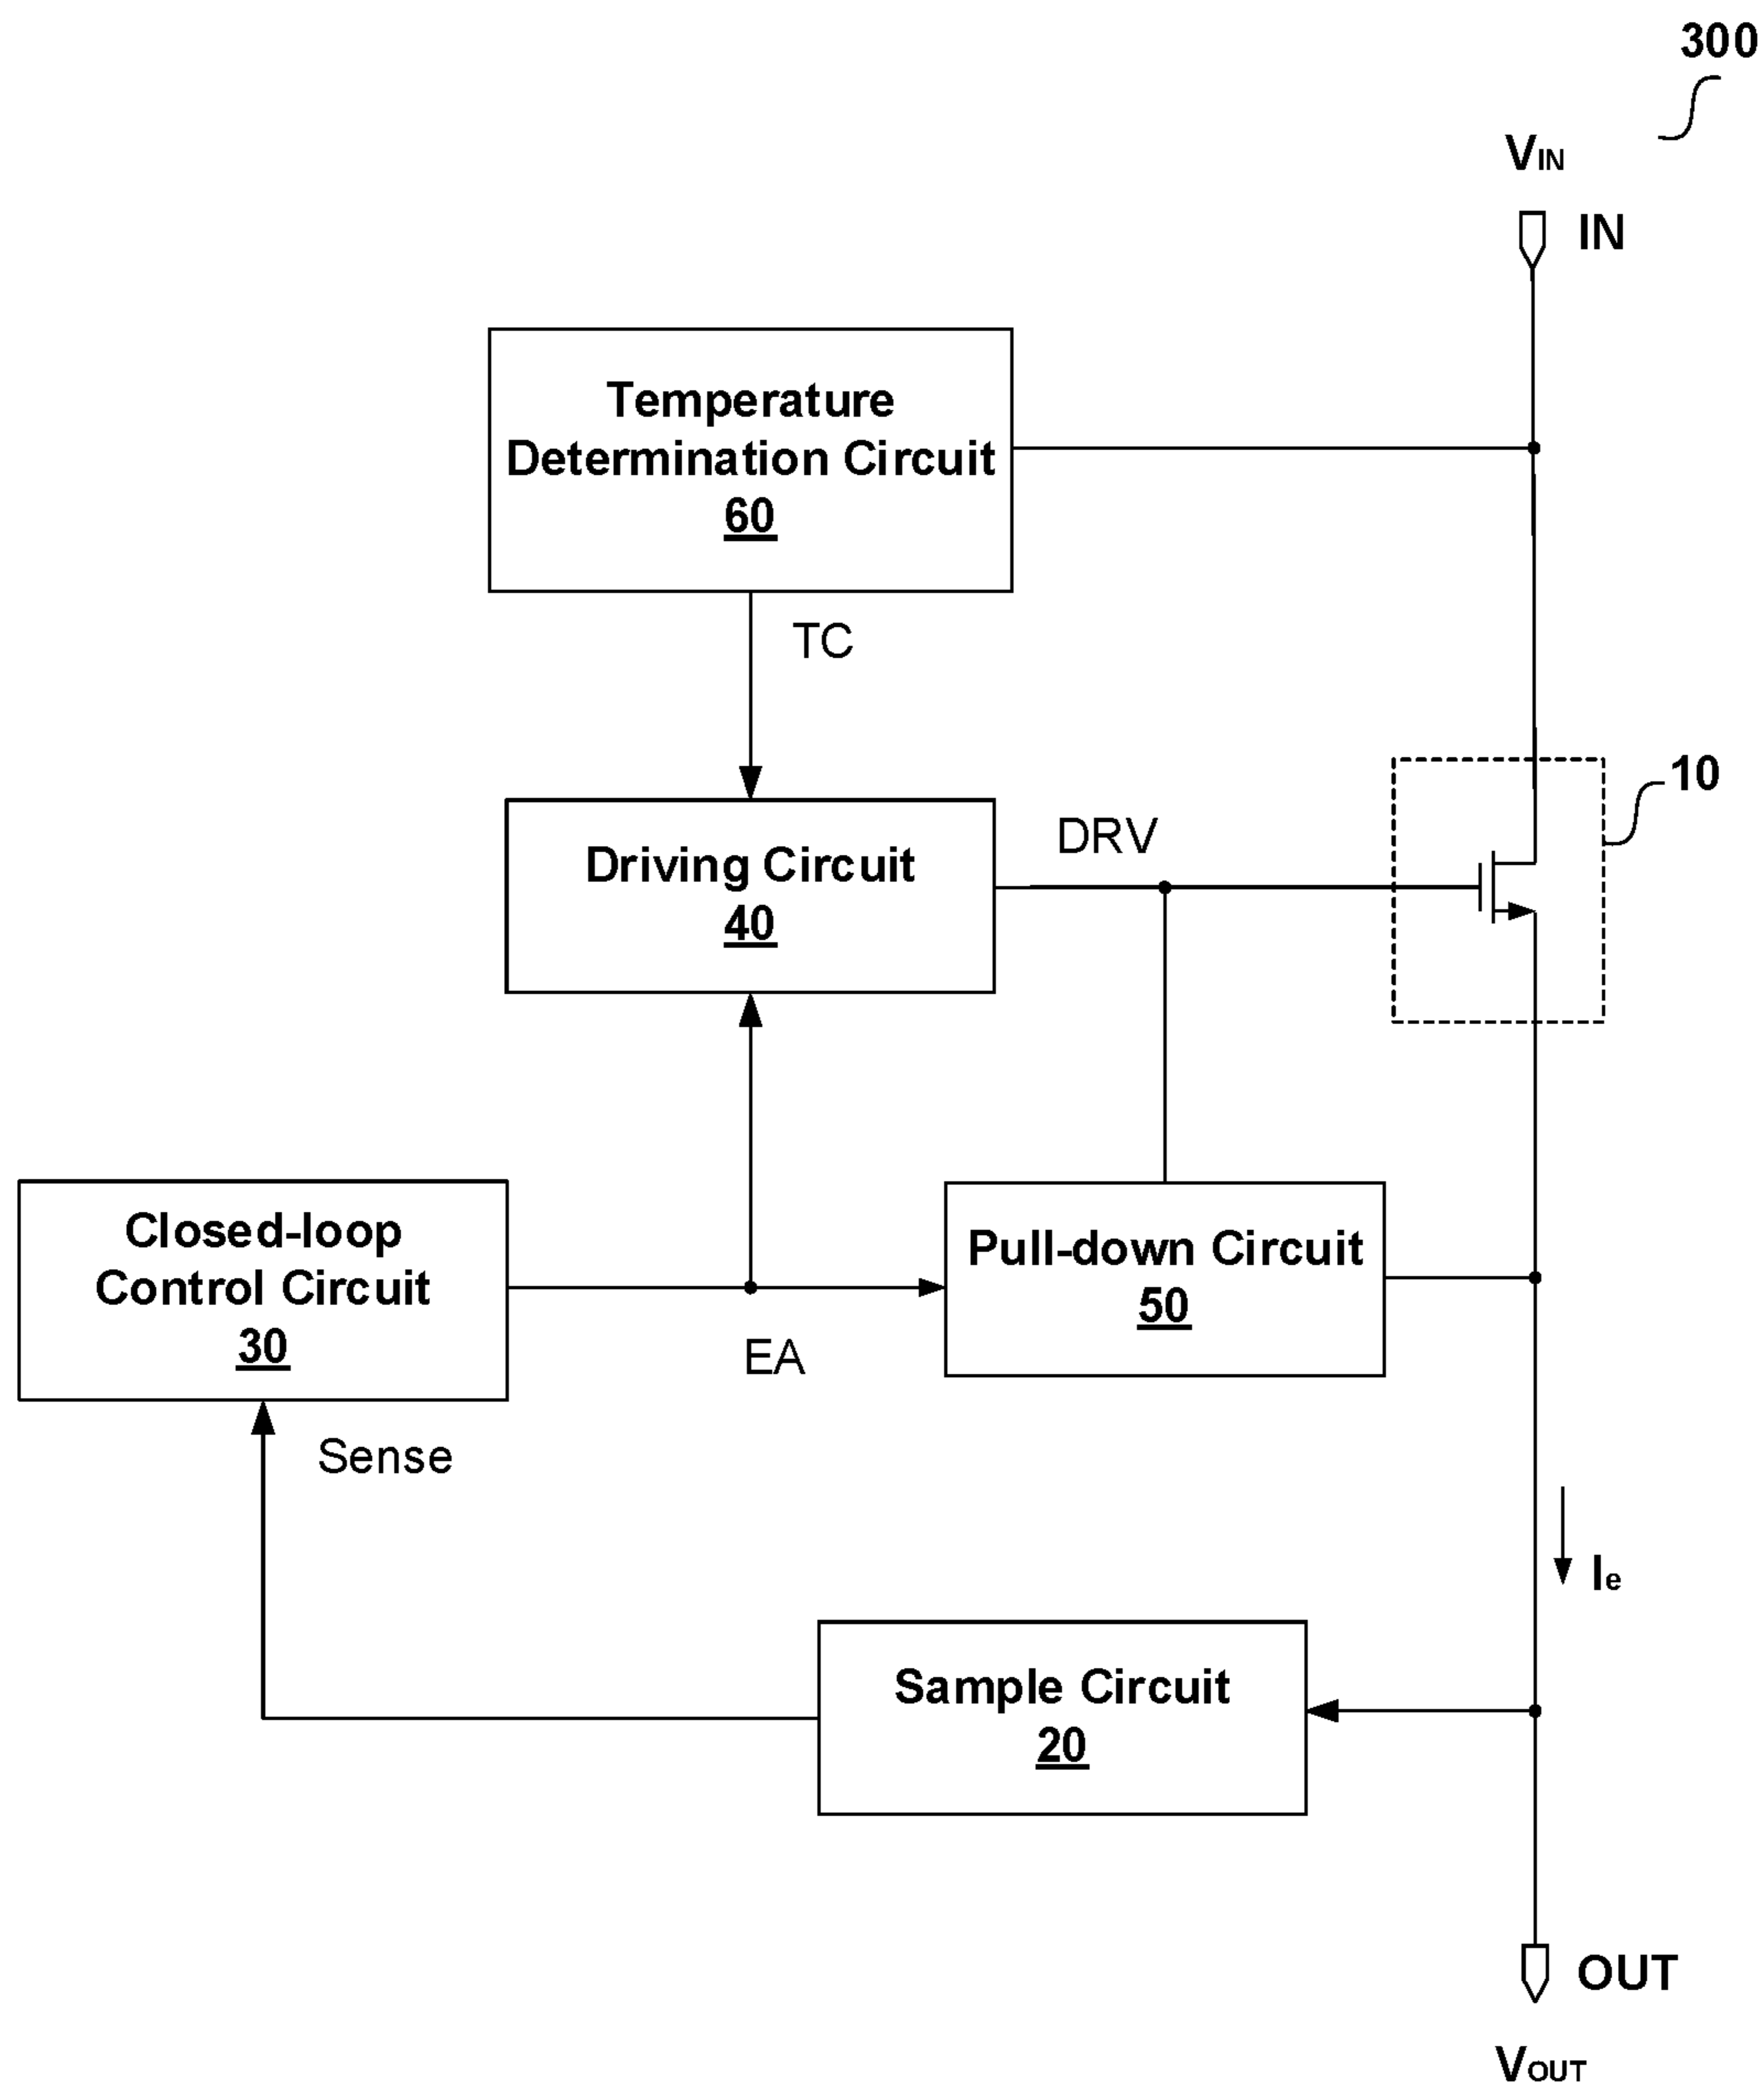 300
VIN
IN
Temperature
Determination Circuit
60
TC
10
DRV
Driving Circuit
40
Closed-loop
Control Circuit
30
Pull-down Circuit
50
EA
Sense
Ie
Sample Circuit
20
OUT
VOUT